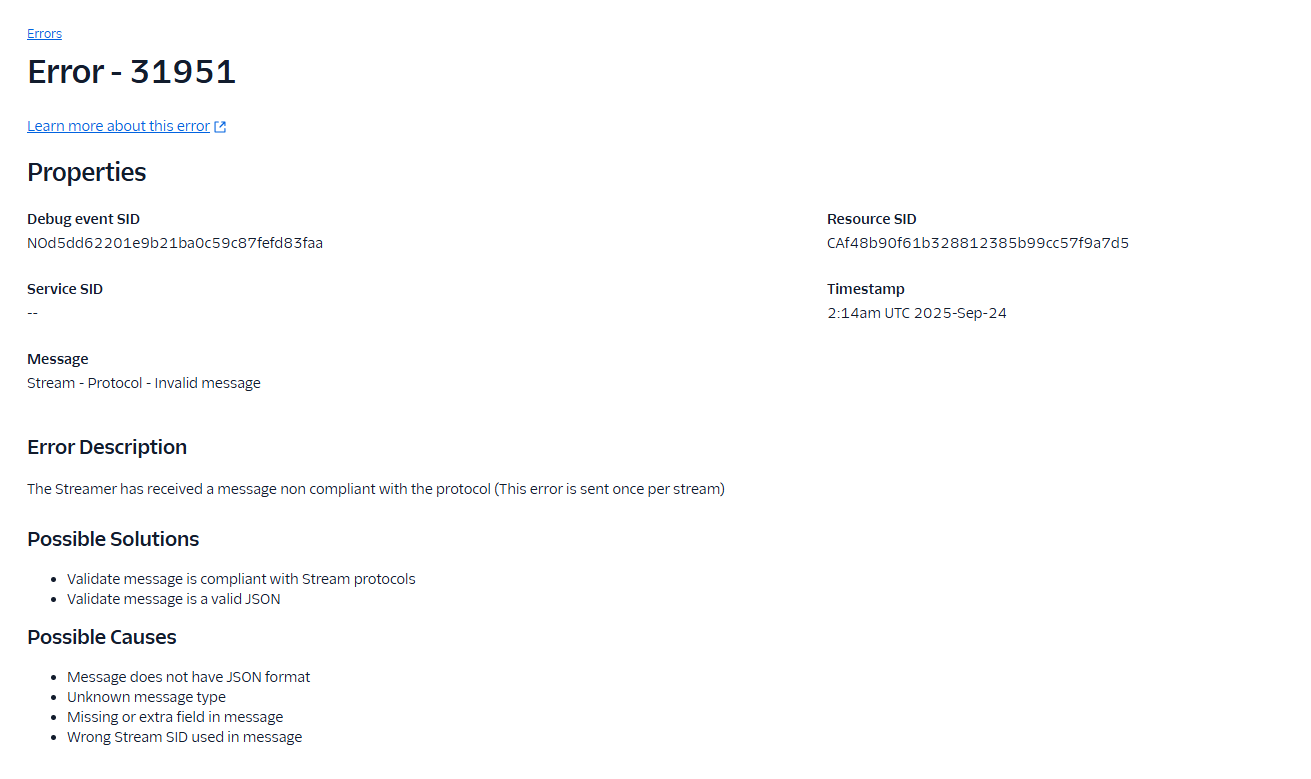 Errors
Error - 31951
Learn more about this error
Properties
Debug event SID
NOd5dd62201e9b21ba0c59c87fefd83faa
Resource SID
CAf48b90f61b328812385b99cc57f9a7d5
Service SID
--
Timestamp
2:14am UTC 2025-Sep-24
Message
Stream - Protocol - Invalid message
Error Description
The Streamer has received a message non compliant with the protocol (This error is sent once per stream)
Possible Solutions
• Validate message is compliant with Stream protocols
• Validate message is a valid JSON
Possible Causes
• Message does not have JSON format
• Unknown message type
• Missing or extra field in message
• Wrong Stream SID used in message